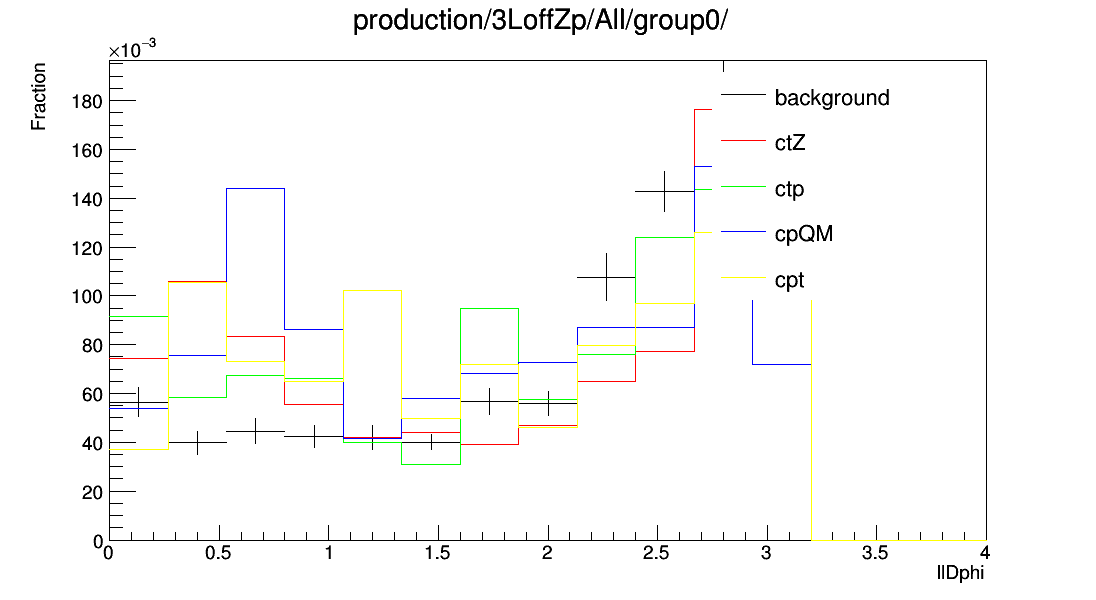 production/3LoffZp/All/group0/
×10⁻³
Fraction
180
160
140
120
100
80
60
40
20
0
background
ctZ
ctp
cpQM
cpt
0 0.5 1 1.5 2 2.5 3 3.5 4
llDphi